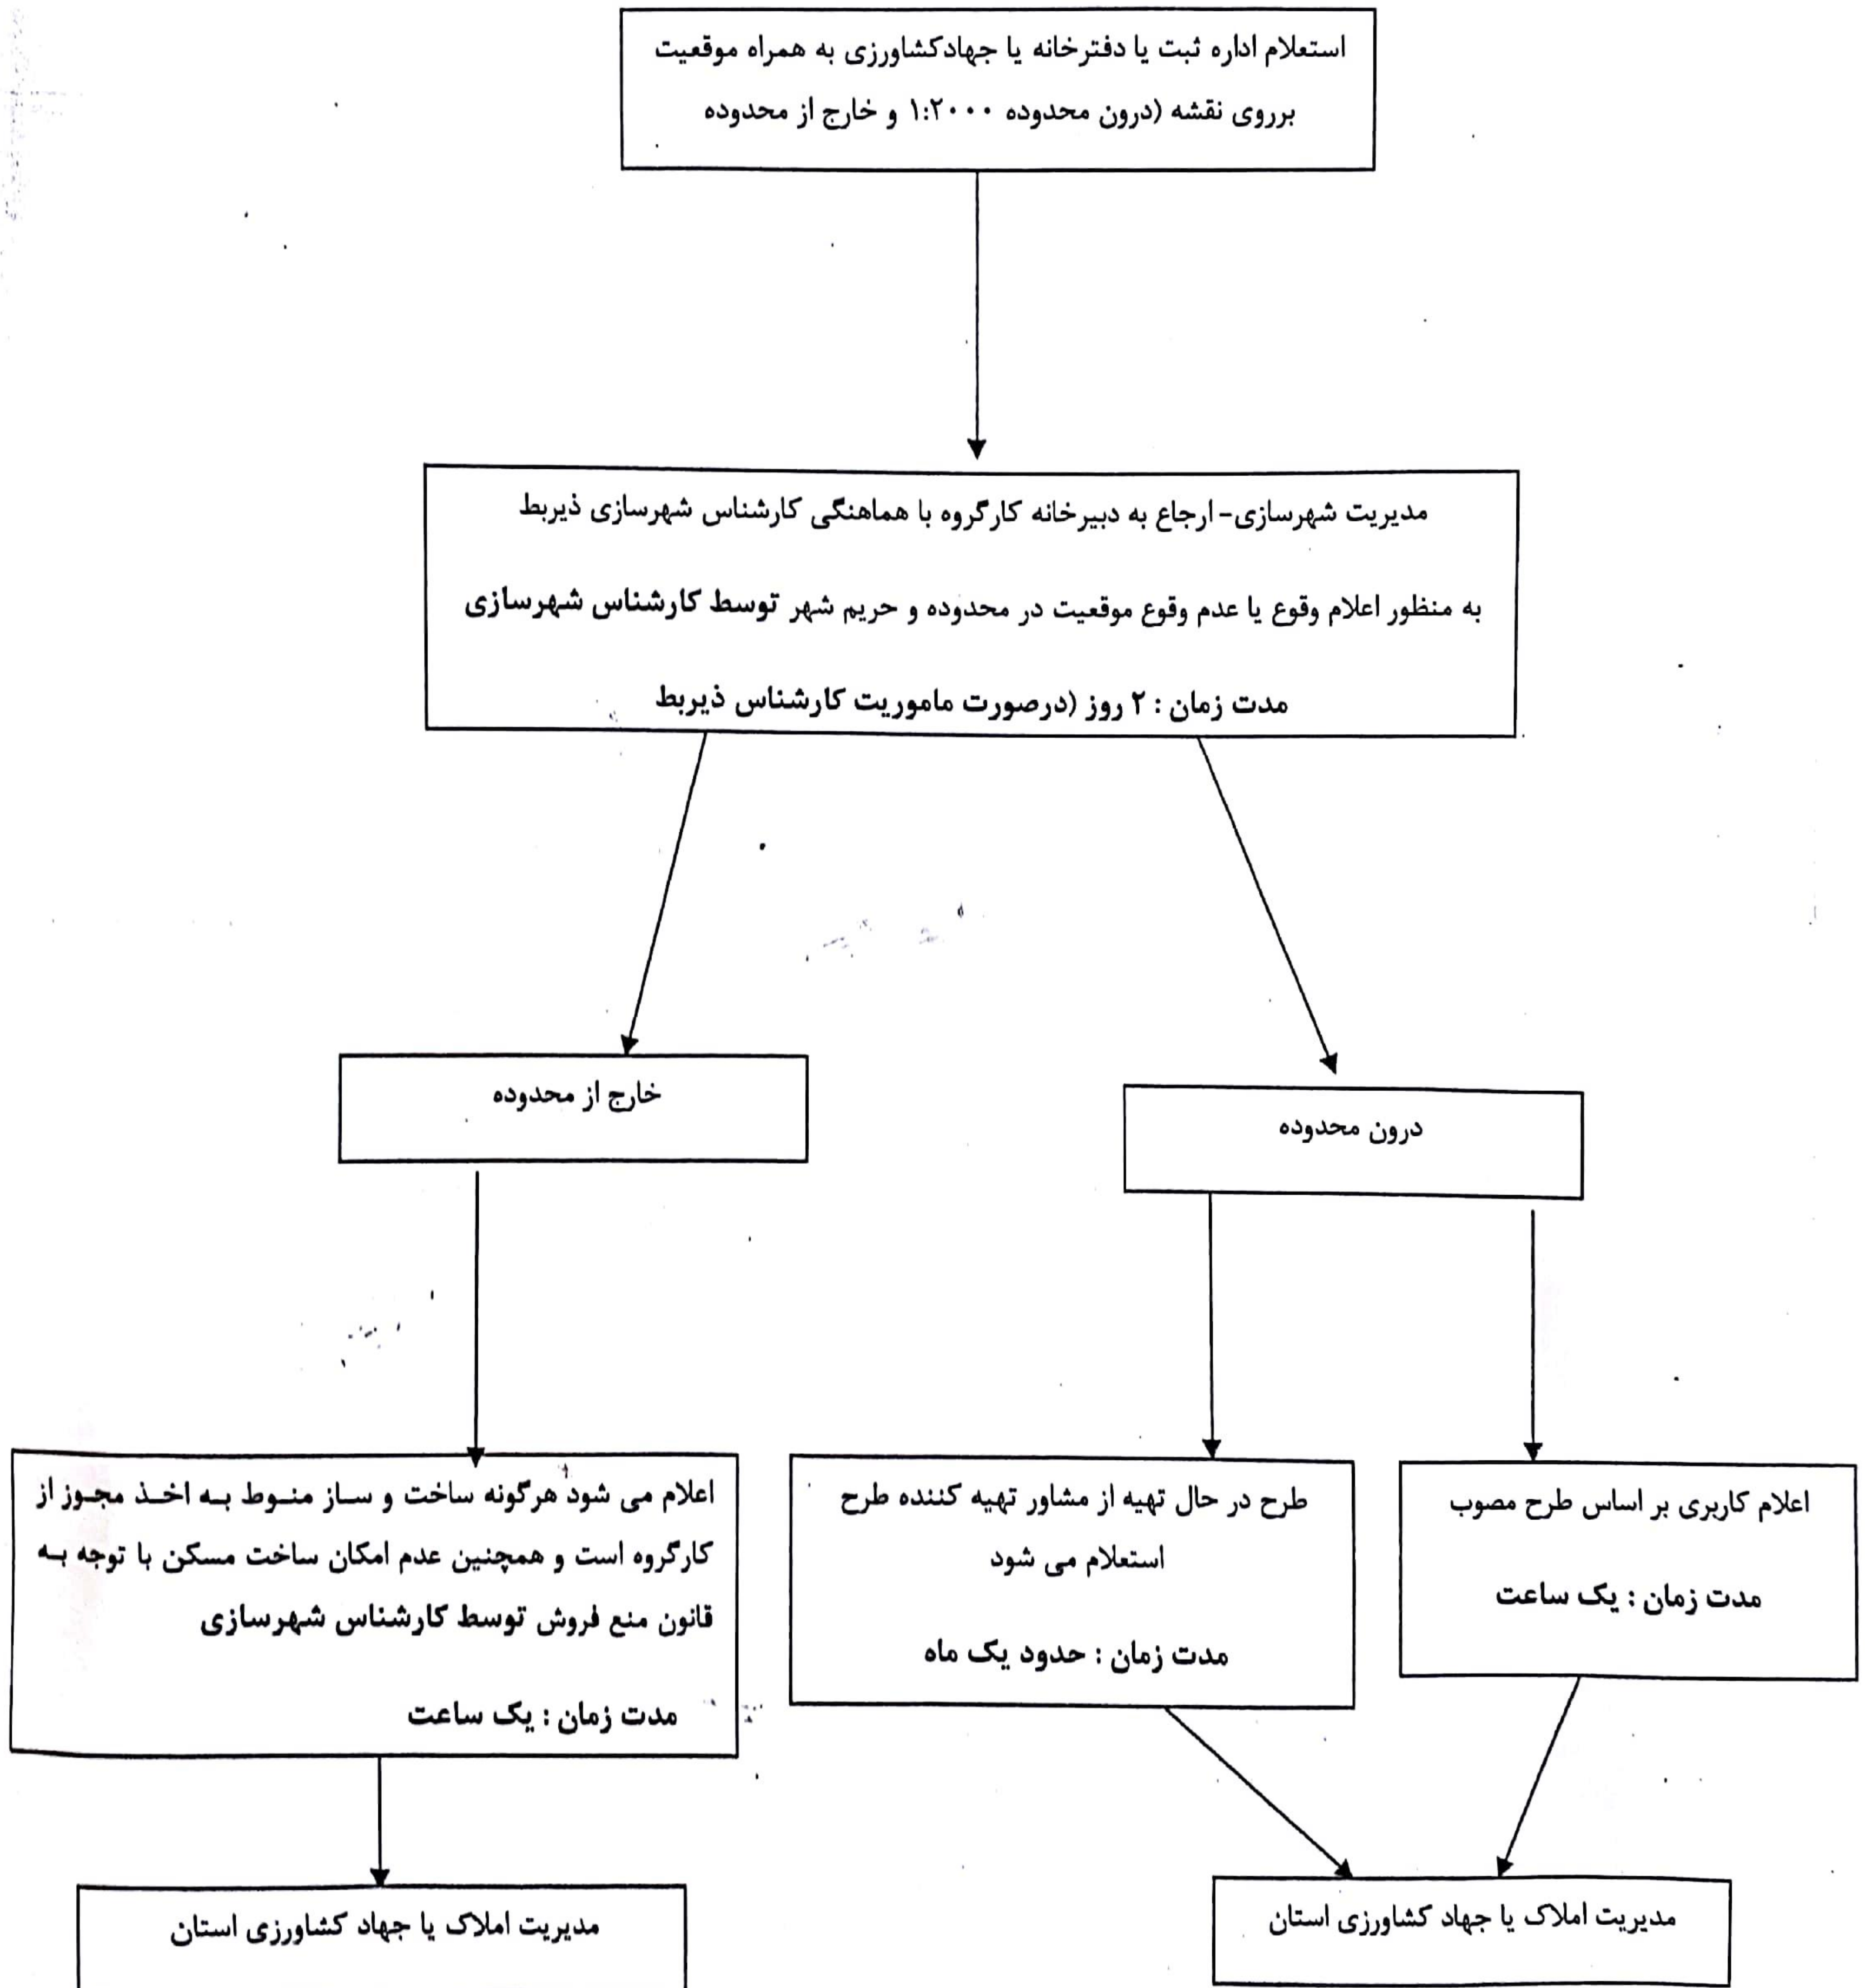 استعلام اداره ثبت یا دفترخانه یا جهادکشاورزی به همراه موقعیت
برروی نقشه (درون محدوده ۱:۲۰۰۰ و خارج از محدوده
مدیریت شهرسازی- ارجاع به دبیرخانه کارگروه با هماهنگی کارشناس شهرسازی ذیربط
به منظور اعلام وقوع یا عدم وقوع موقعیت در محدوده و حریم شهر توسط کارشناس شهرسازی
مدت زمان : ۲ روز (درصورت ماموریت کارشناس ذیربط
درون محدوده
خارج از محدوده
اعلام کاربری بر اساس طرح مصوب
مدت زمان : یک ساعت
طرح در حال تهیه از مشاور تهیه کننده طرح
استعلام می شود
مدت زمان : حدود یک ماه
اعلام می شود هرگونه ساخت و ساز منوط به اخذ مجوز از
کارگروه است و همچنین عدم امکان ساخت مسکن با توجه به
قانون منع فروش توسط کارشناس شهرسازی
مدت زمان : یک ساعت
مدیریت املاک یا جهاد کشاورزی استان
مدیریت املاک یا جهاد کشاورزی استان